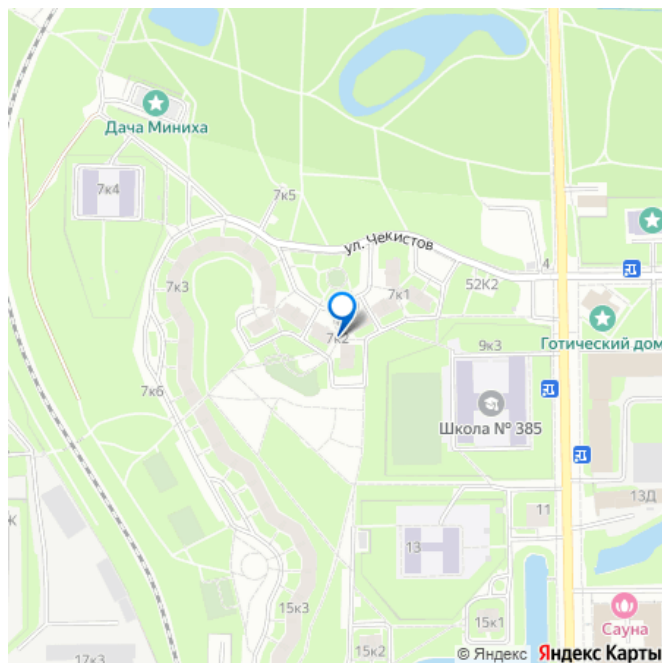 Дача Миниха
7к4
7к5
ул. Чекистов
4
7к3
7к1
52К2
7к2
9к3
Готический дом
7к6
Школа № 385
13Д
11
Ж
13
15к3
15к1
Сауна
15к2
17к3
© Яндекс Яндекс Карты